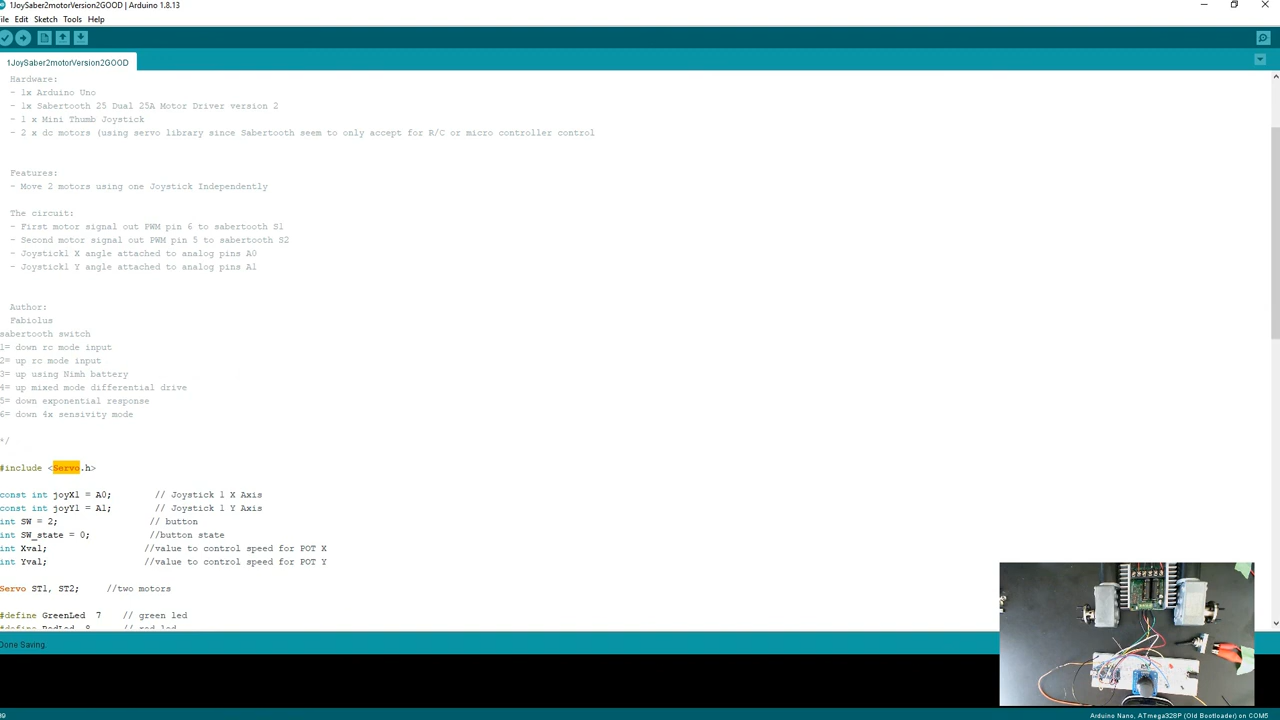 1JoySaber2motorVersion2GOOD | Arduino 1.8.13
File Edit Sketch Tools Help
1JoySaber2motorVersion2GOOD
Hardware:
- 1x Arduino Uno
- 1x Sabertooth 25 Dual 25A Motor Driver version 2
- 1 x Mini Thumb Joystick
- 2 x dc motors (using servo library since Sabertooth seem to only accept for R/C or micro controller control
Features:
- Move 2 motors using one Joystick Independently
The circuit:
- First motor signal out PWM pin 6 to sabertooth S1
- Second motor signal out PWM pin 5 to sabertooth S2
- Joystick1 X angle attached to analog pins A0
- Joystick1 Y angle attached to analog pins A1
Author:
Fabiolus
sabertooth switch
1= down rc mode input
2= up rc mode input
3= up using Nimh battery
4= up mixed mode differential drive
5= down exponential response
6= down 4x sensivity mode
*/
#include <Servo.h>
const int joyX1 = A0; // Joystick 1 X Axis
const int joyY1 = A1; // Joystick 1 Y Axis
int SW = 2; // button
int SW_state = 0; //button state
int Xval; //value to control speed for POT X
int Yval; //value to control speed for POT Y
Servo ST1, ST2; //two motors
#define GreenLed 7 // green led
#define RedLed 8 // red led
Done Saving.
Arduino Nano, ATmega328P (Old Bootloader) on COM5